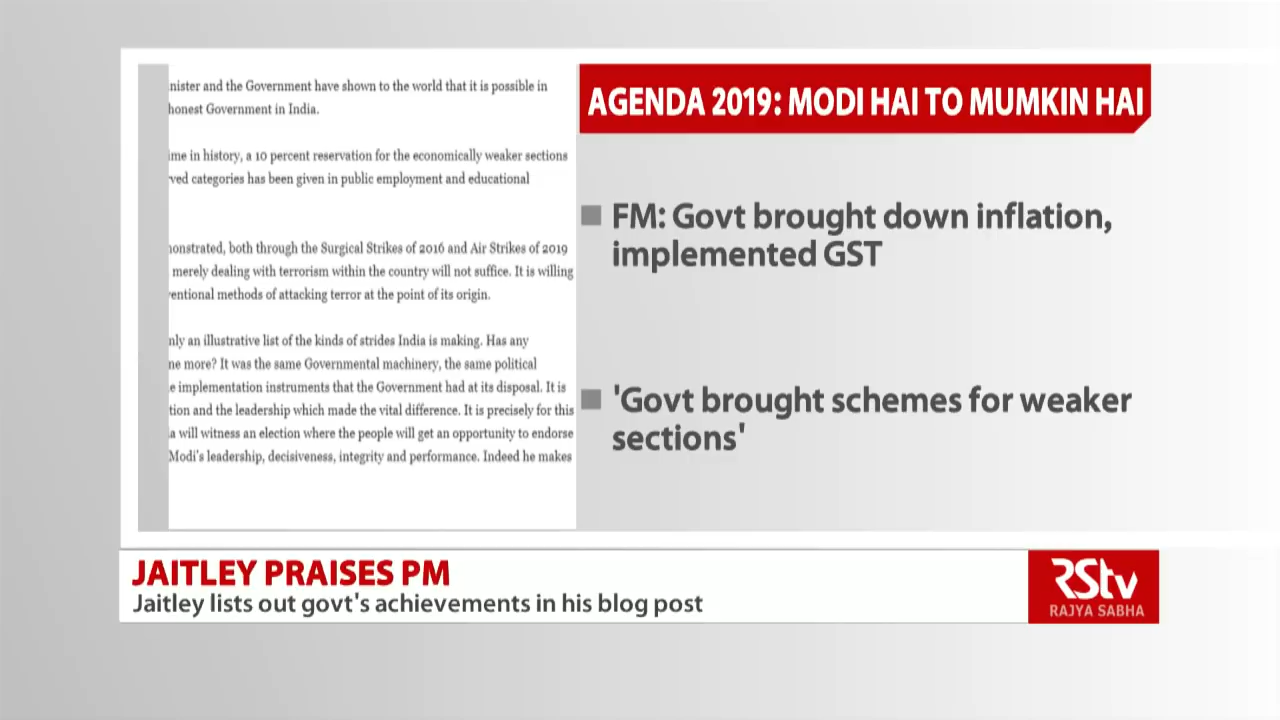 nister and the Government have shown to the world that it is possible in
honest Government in India.
ime in history, a 10 percent reservation for the economically weaker sections
ved categories has been given in public employment and educational
nonstrated, both through the Surgical Strikes of 2016 and Air Strikes of 2019
merely dealing with terrorism within the country will not suffice. It is willing
entional methods of attacking terror at the point of its origin.
nly an illustrative list of the kinds of strides India is making. Has any
ne more? It was the same Governmental machinery, the same political
e implementation instruments that the Government had at its disposal. It is
tion and the leadership which made the vital difference. It is precisely for this
a will witness an election where the people will get an opportunity to endorse
Modi's leadership, decisiveness, integrity and performance. Indeed he makes
AGENDA 2019: MODI HAI TO MUMKIN HAI
FM: Govt brought down inflation,
implemented GST
'Govt brought schemes for weaker
sections'
JAITLEY PRAISES PM
Jaitley lists out govt's achievements in his blog post
RStv
RAJYA SABHA